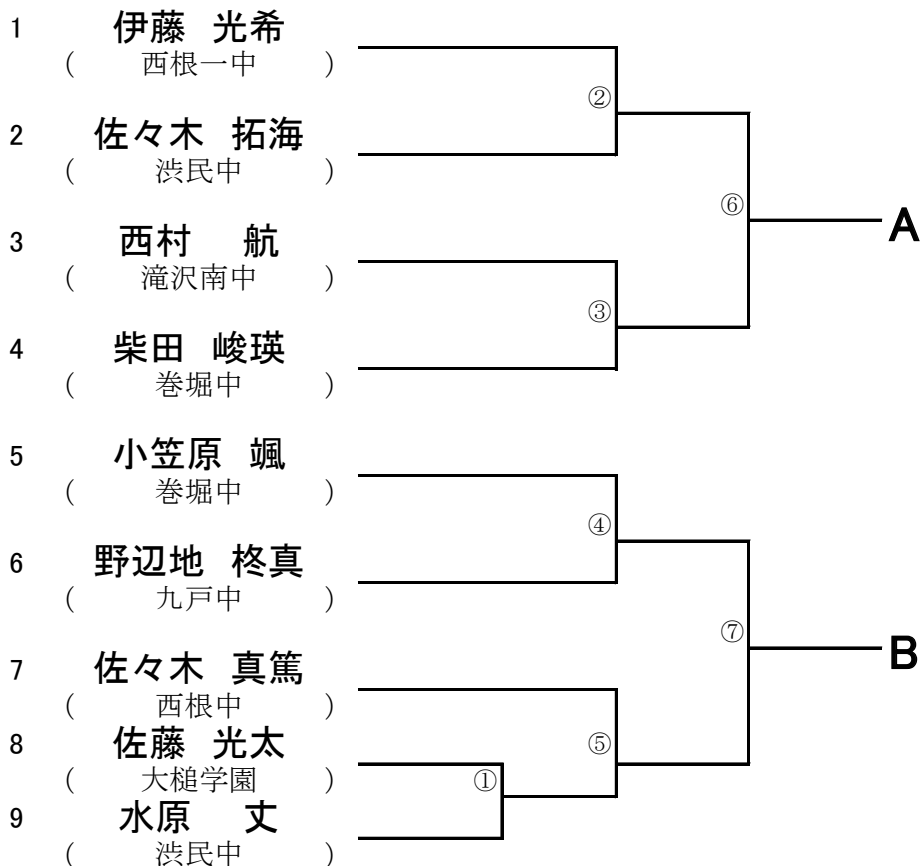 1 伊藤 光希
( 西根一中 )
②
2 佐々木 拓海
( 渋民中 )
⑥
A
3 西村 航
( 滝沢南中 )
③
4 柴田 峻瑛
( 巻堀中 )
5 小笠原 颯
( 巻堀中 )
④
6 野辺地 柊真
( 九戸中 )
⑦
B
7 佐々木 真篤
( 西根中 )
⑤
8 佐藤 光太
( 大槌学園 )
①
9 水原 丈
( 渋民中 )